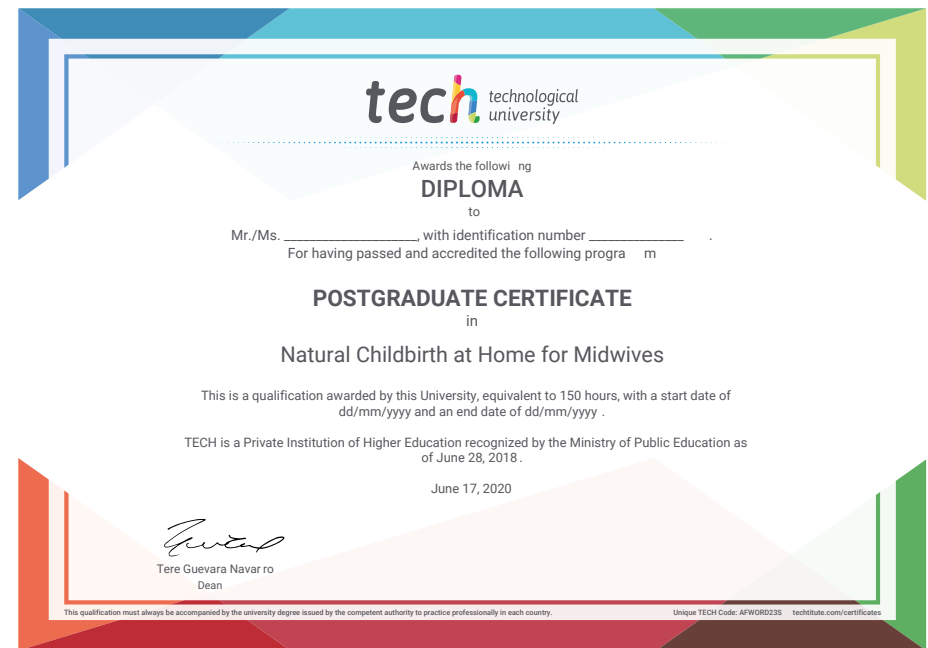 tech technological
university
Awards the followi ng
DIPLOMA
to
Mr./Ms. ____________________, with identification number ______________ .
For having passed and accredited the following progra m
POSTGRADUATE CERTIFICATE
in
Natural Childbirth at Home for Midwives
This is a qualification awarded by this University, equivalent to 150 hours, with a start date of
dd/mm/yyyy and an end date of dd/mm/yyyy .
TECH is a Private Institution of Higher Education recognized by the Ministry of Public Education as
of June 28, 2018 .
June 17, 2020
Tere Guevara Navar ro
Dean
This qualification must always be accompanied by the university degree issued by the competent authority to practice professionally in each country. Unique TECH Code: AFWORD23S techtitute.com/certificates